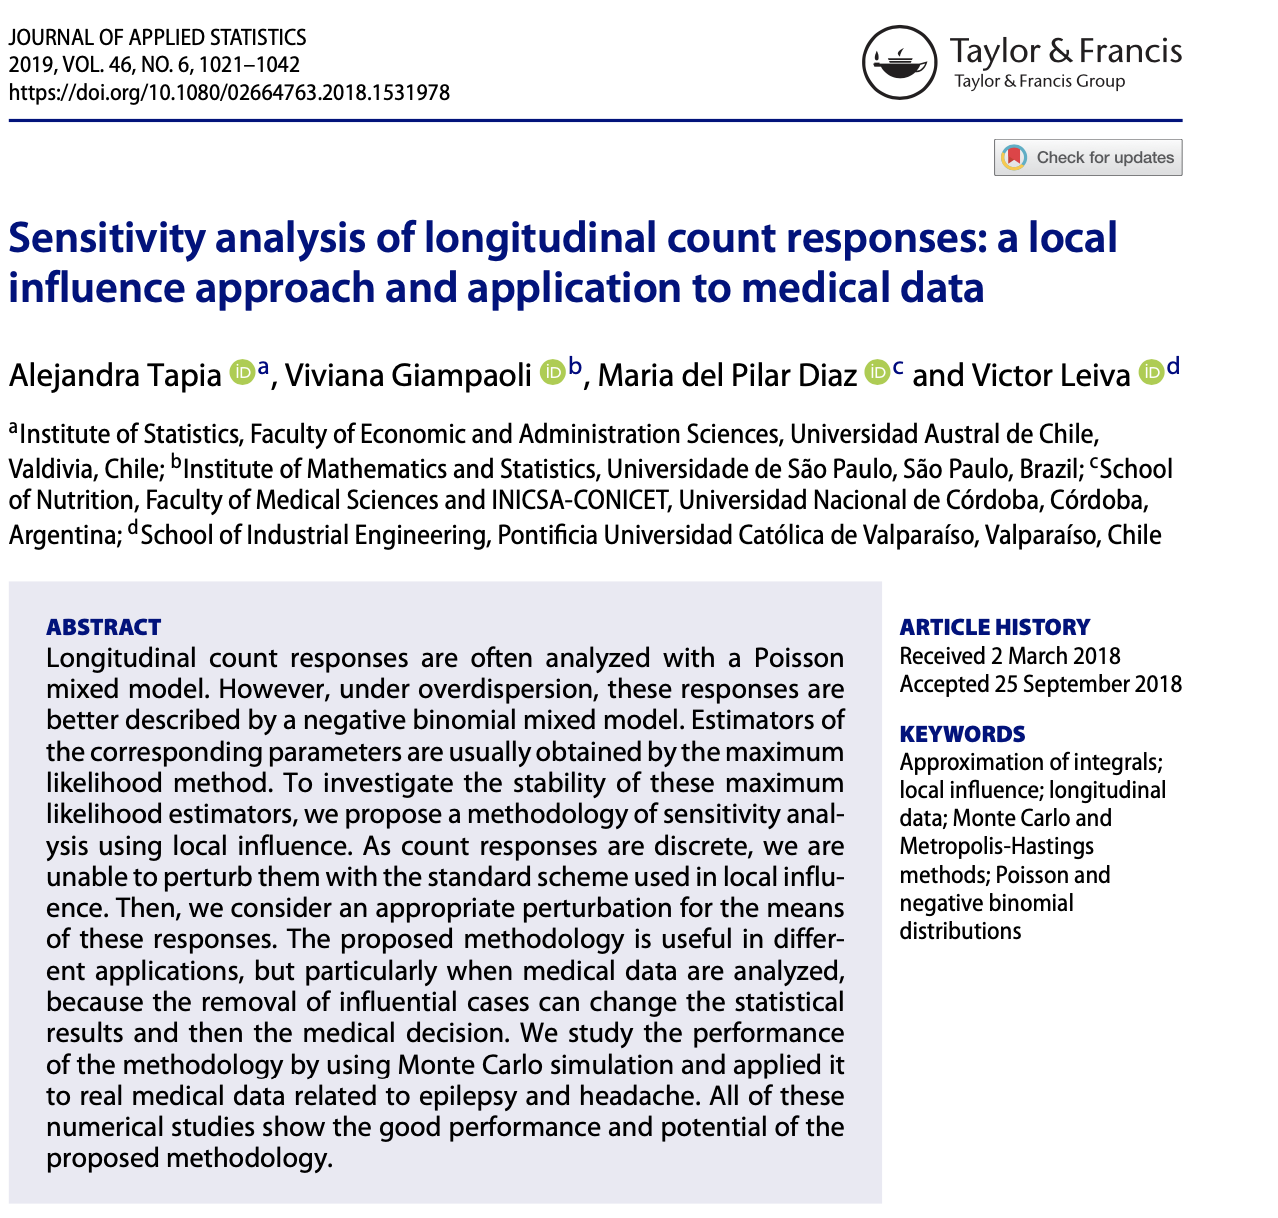 JOURNAL OF APPLIED STATISTICS
2019, VOL. 46, NO. 6, 1021–1042
https://doi.org/10.1080/02664763.2018.1531978
Taylor & Francis
Taylor & Francis Group
Check for updates
Sensitivity analysis of longitudinal count responses: a local
influence approach and application to medical data
Alejandra Tapia iD a, Viviana Giampaoli iD b, Maria del Pilar Diaz iD c and Victor Leiva iD d
aInstitute of Statistics, Faculty of Economic and Administration Sciences, Universidad Austral de Chile,
Valdivia, Chile; bInstitute of Mathematics and Statistics, Universidade de São Paulo, São Paulo, Brazil; cSchool
of Nutrition, Faculty of Medical Sciences and INICSA-CONICET, Universidad Nacional de Córdoba, Córdoba,
Argentina; dSchool of Industrial Engineering, Pontificia Universidad Católica de Valparaíso, Valparaíso, Chile
ABSTRACT
Longitudinal count responses are often analyzed with a Poisson
mixed model. However, under overdispersion, these responses are
better described by a negative binomial mixed model. Estimators of
the corresponding parameters are usually obtained by the maximum
likelihood method. To investigate the stability of these maximum
likelihood estimators, we propose a methodology of sensitivity anal-
ysis using local influence. As count responses are discrete, we are
unable to perturb them with the standard scheme used in local influ-
ence. Then, we consider an appropriate perturbation for the means
of these responses. The proposed methodology is useful in differ-
ent applications, but particularly when medical data are analyzed,
because the removal of influential cases can change the statistical
results and then the medical decision. We study the performance
of the methodology by using Monte Carlo simulation and applied it
to real medical data related to epilepsy and headache. All of these
numerical studies show the good performance and potential of the
proposed methodology.
ARTICLE HISTORY
Received 2 March 2018
Accepted 25 September 2018
KEYWORDS
Approximation of integrals;
local influence; longitudinal
data; Monte Carlo and
Metropolis-Hastings
methods; Poisson and
negative binomial
distributions